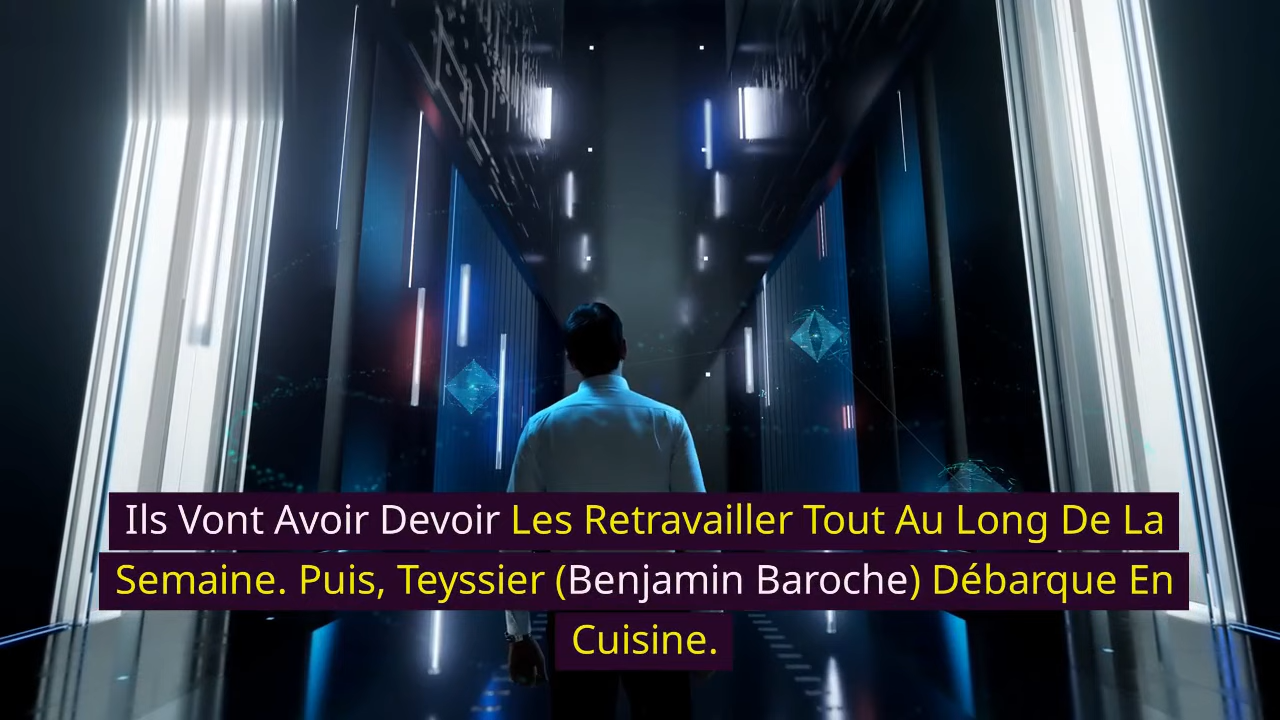 Ils Vont Avoir Devoir Les Retravailler Tout Au Long De La
Semaine. Puis, Teyssier (Benjamin Baroche) Débarque En
Cuisine.